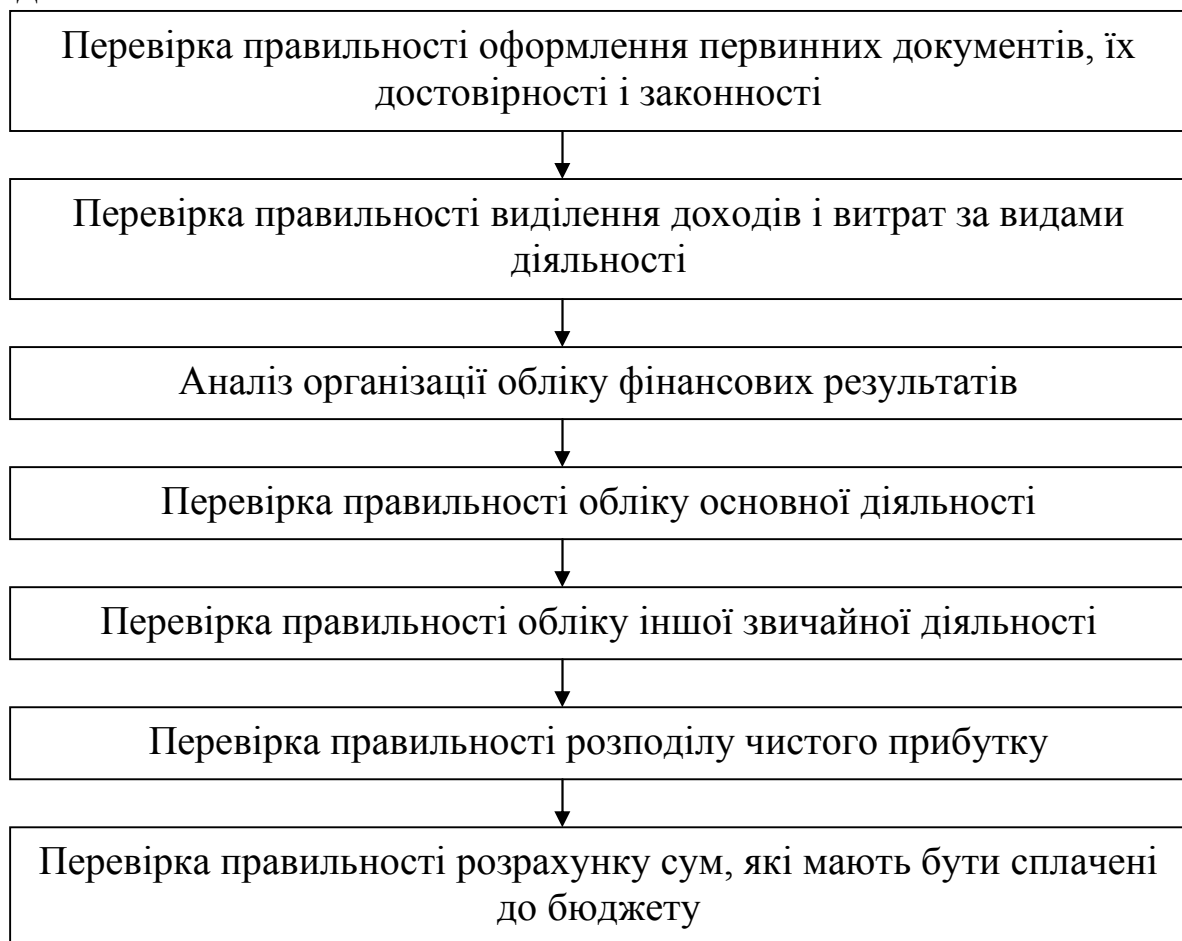 Перевірка правильності оформлення первинних документів, їх
достовірності і законності
Перевірка правильності виділення доходів і витрат за видами
діяльності
Аналіз організації обліку фінансових результатів
Перевірка правильності обліку основної діяльності
Перевірка правильності обліку іншої звичайної діяльності
Перевірка правильності розподілу чистого прибутку
Перевірка правильності розрахунку сум, які мають бути сплачені
до бюджету